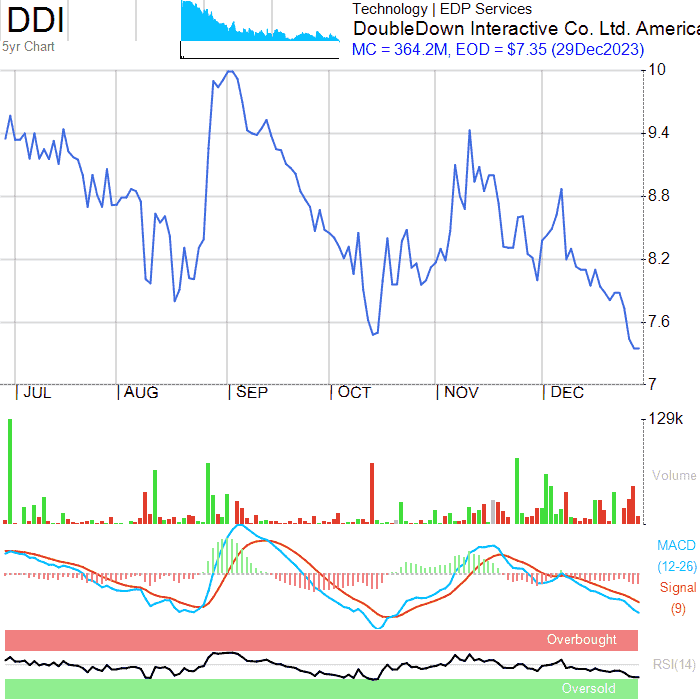 DDI
5yr Chart
Technology | EDP Services
DoubleDown Interactive Co. Ltd. America
MC = 364.2M, EOD = $7.35 (29Dec2023)
10
9.4
8.8
8.2
7.6
7
JUL
AUG
SEP
OCT
NOV
DEC
129k
Volume
MACD
(12-26)
Signal
(9)
Overbought
RSI(14)
Oversold